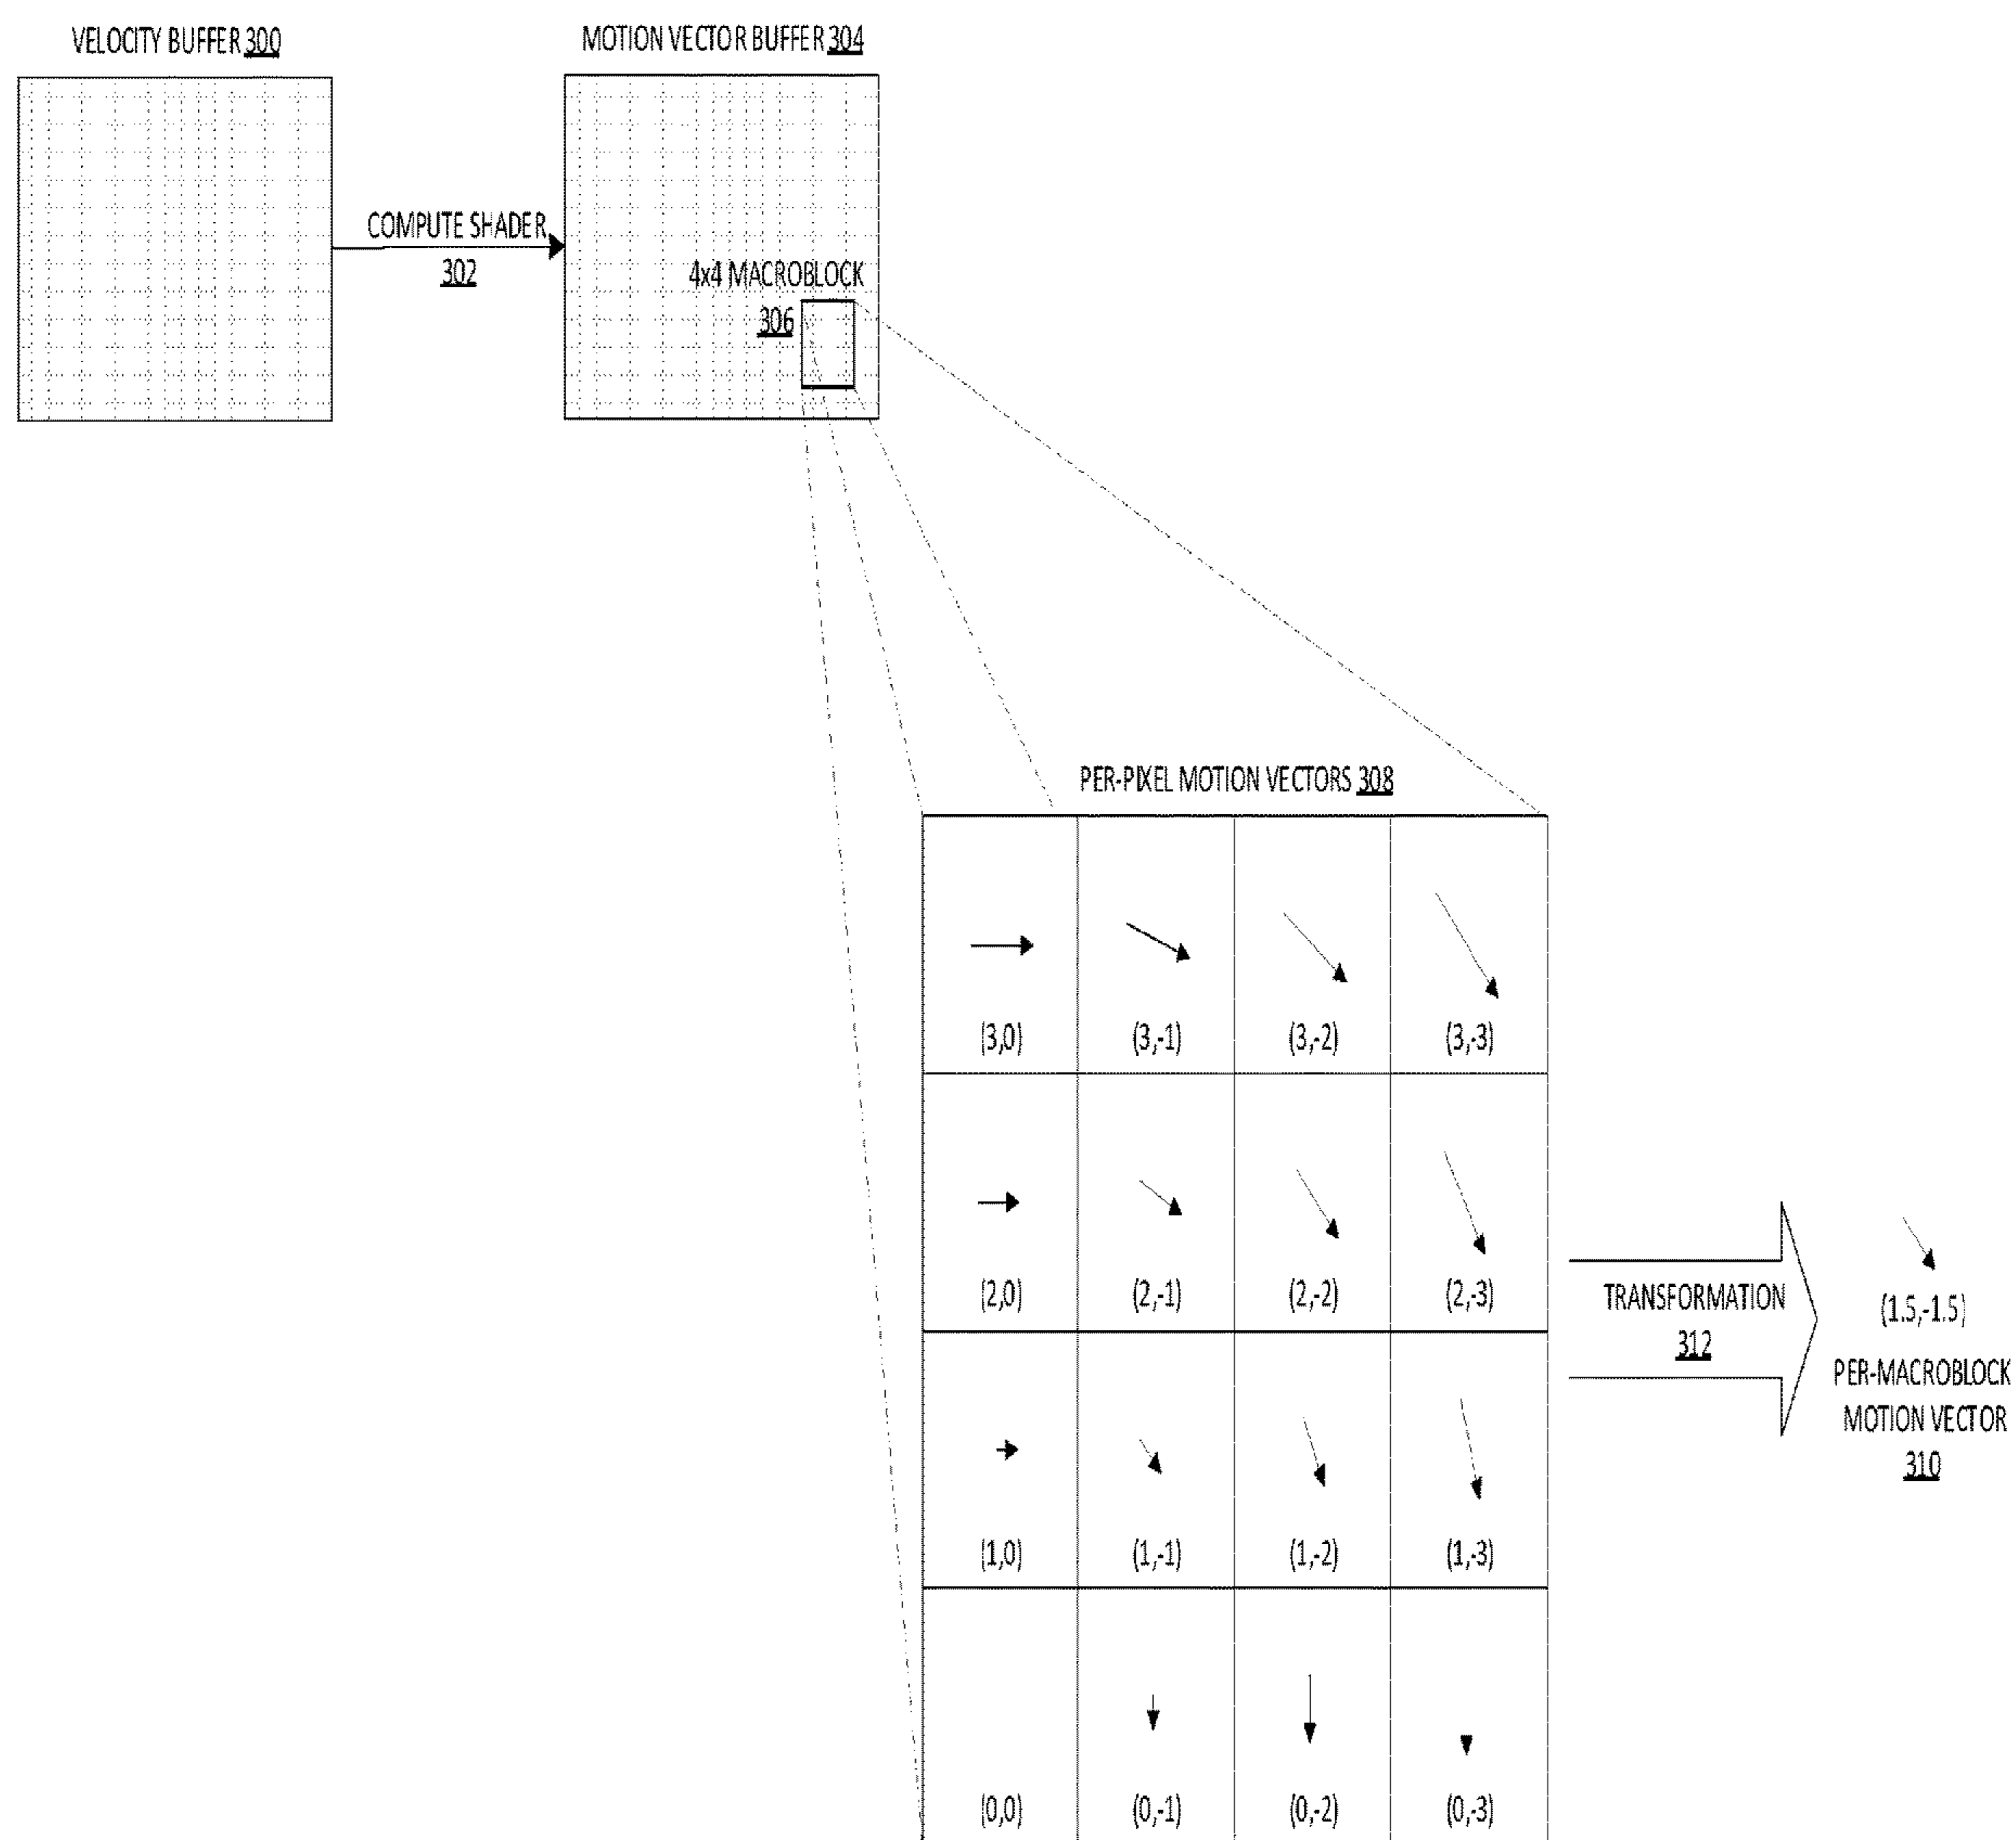 VELOCITY BUFFER 300
MOTION VECTOR BUFFER 304
COMPUTE SHADER
302
4x4 MACROBLOCK
306
PER-PIXEL MOTION VECTORS 308
(3,0) (3,-1) (3,-2) (3,-3)
(2,0) (2,-1) (2,-2) (2,-3)
(1,0) (1,-1) (1,-2) (1,-3)
(0,0) (0,-1) (0,-2) (0,-3)
TRANSFORMATION
312
(1.5,-1.5)
PER-MACROBLOCK
MOTION VECTOR
310